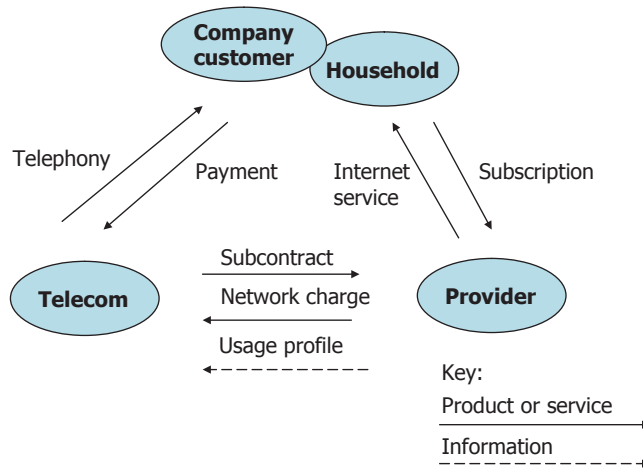 Company
customer
Household
Telephony
Payment
Internet
service
Subscription
Subcontract
Telecom
Network charge
Provider
Usage profile
Key:
Product or service
Information